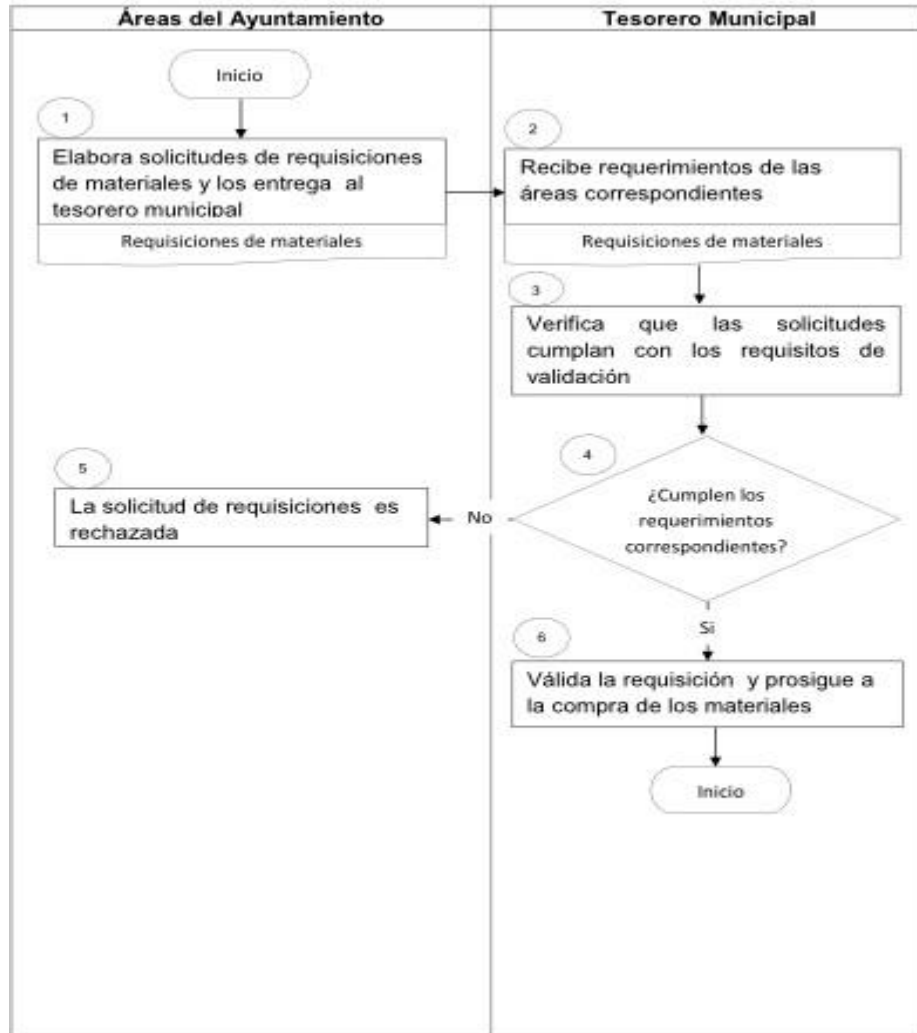 Áreas del Ayuntamiento
Tesorero Municipal
Inicio
1
Elabora solicitudes de requisiciones
de materiales y los entrega al
tesorero municipal
Requisiciones de materiales
2
Recibe requerimientos de las
áreas correspondientes
Requisiciones de materiales
3
Verifica que las solicitudes
cumplan con los requisitos de
validación
4
¿Cumplen los
requerimientos
correspondientes?
No
5
La solicitud de requisiciones es
rechazada
Si
6
Válida la requisición y prosigue a
la compra de los materiales
Inicio